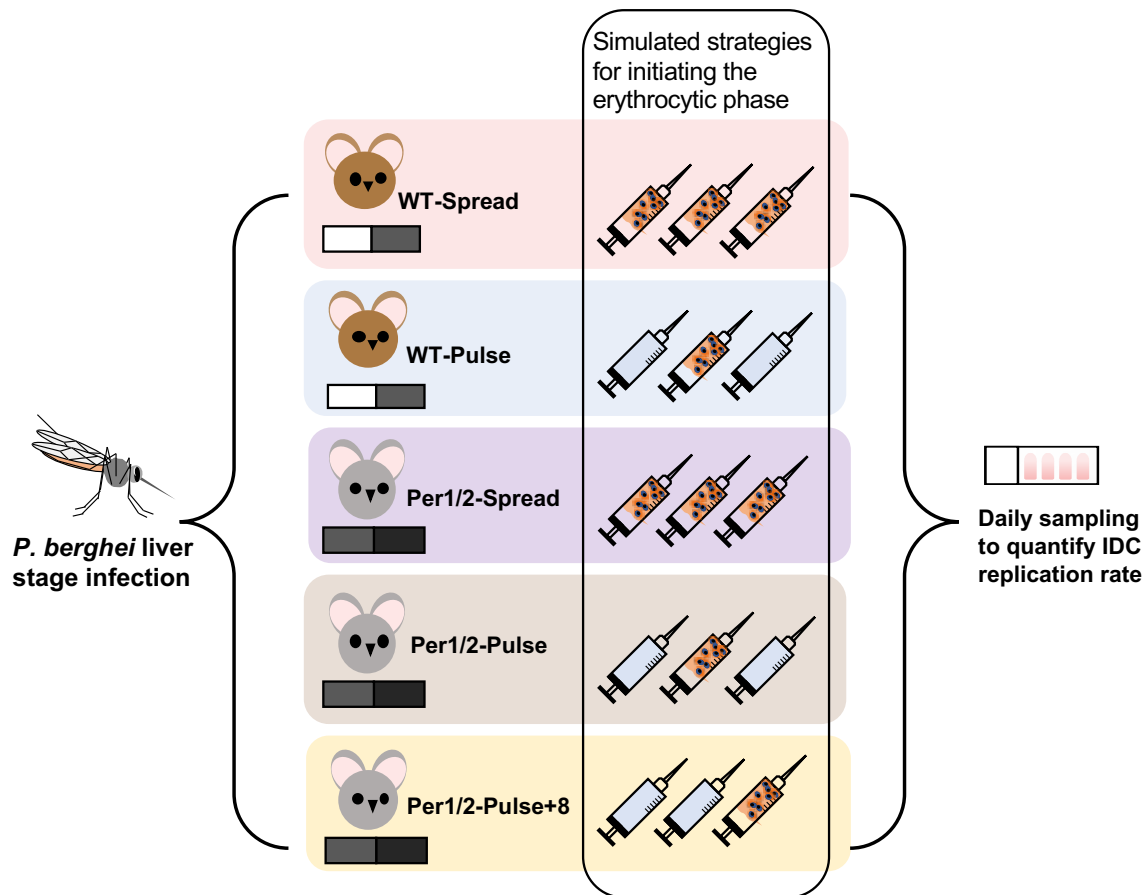 Simulated strategies
for initiating the
erythrocytic phase
WT-Spread
WT-Pulse
Per1/2-Spread
Per1/2-Pulse
Per1/2-Pulse+8
P. berghei liver
stage infection
Daily sampling
to quantify IDC
replication rate